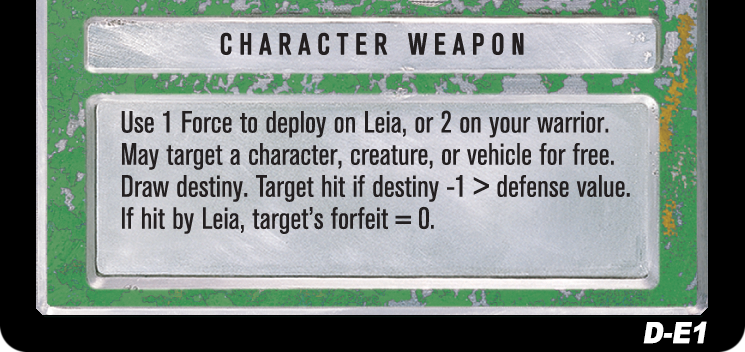 CHARACTER WEAPON
Use 1 Force to deploy on Leia, or 2 on your warrior.
May target a character, creature, or vehicle for free.
Draw destiny. Target hit if destiny -1 > defense value.
If hit by Leia, target's forfeit = 0.
D-E1